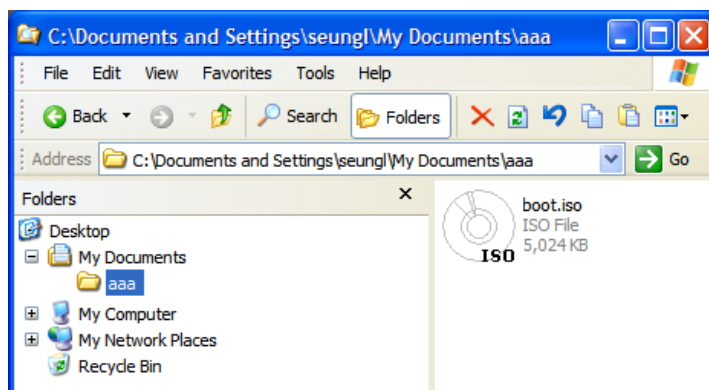 C:\Documents and Settings\seungl\My Documents\aaa
File Edit View Favorites Tools Help
Back Search Folders
Address C:\Documents and Settings\seungl\My Documents\aaa Go
Folders
Desktop
My Documents
aaa
My Computer
My Network Places
Recycle Bin
boot.iso
ISO File
5,024 KB
ISO